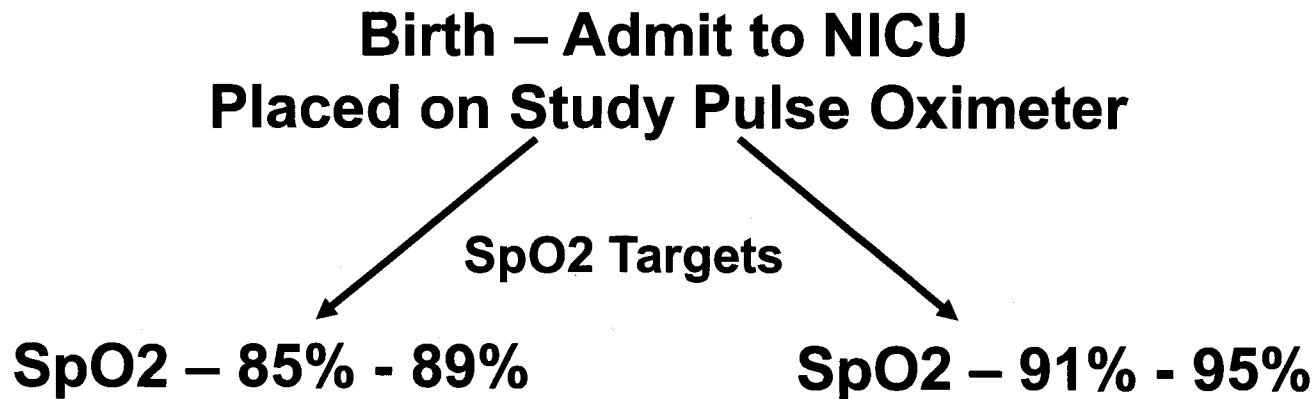 Birth – Admit to NICU
Placed on Study Pulse Oximeter
SpO2 Targets
SpO2 – 85% - 89%
SpO2 – 91% - 95%